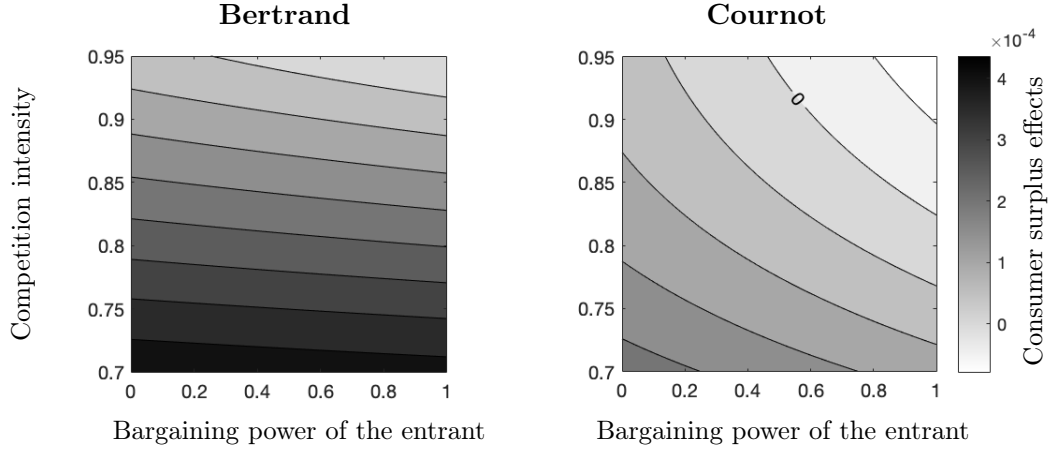 Bertrand
Cournot
Competition intensity
0.95
0.9
0.85
0.8
0.75
0.7
0 0.2 0.4 0.6 0.8 1
Bargaining power of the entrant
0.95
0.9
0.85
0.8
0.75
0.7
0
0 0.2 0.4 0.6 0.8 1
Bargaining power of the entrant
×10⁻⁴
4
3
2
1
0
Consumer surplus effects